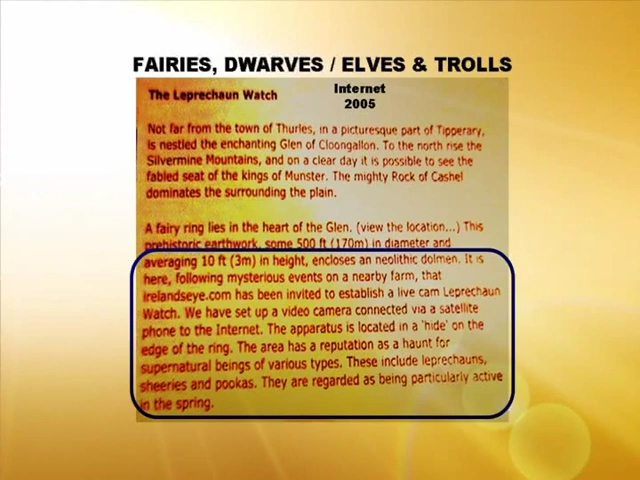 FAIRIES, DWARVES / ELVES & TROLLS
The Leprechaun Watch
Internet
2005
Not far from the town of Thurles, in a picturesque part of Tipperary,
is nestled the enchanting Glen of Cloongallon. To the north rise the
Silvermine Mountains, and on a clear day it is possible to see the
fabled seat of the kings of Munster. The mighty Rock of Cashel
dominates the surrounding the plain.
A fairy ring lies in the heart of the Glen. (view the location...) This
prehistoric earthwork, some 500 ft (170m) in diameter and
averaging 10 ft (3m) in height, encloses an neolithic dolmen. It is
here, following mysterious events on a nearby farm, that
irelandseye.com has been invited to establish a live cam Leprechaun
Watch. We have set up a video camera connected via a satellite
phone to the Internet. The apparatus is located in a 'hide' on the
edge of the ring. The area has a reputation as a haunt for
supernatural beings of various types. These include leprechauns,
sheeries and pookas. They are regarded as being particularly active
in the spring.